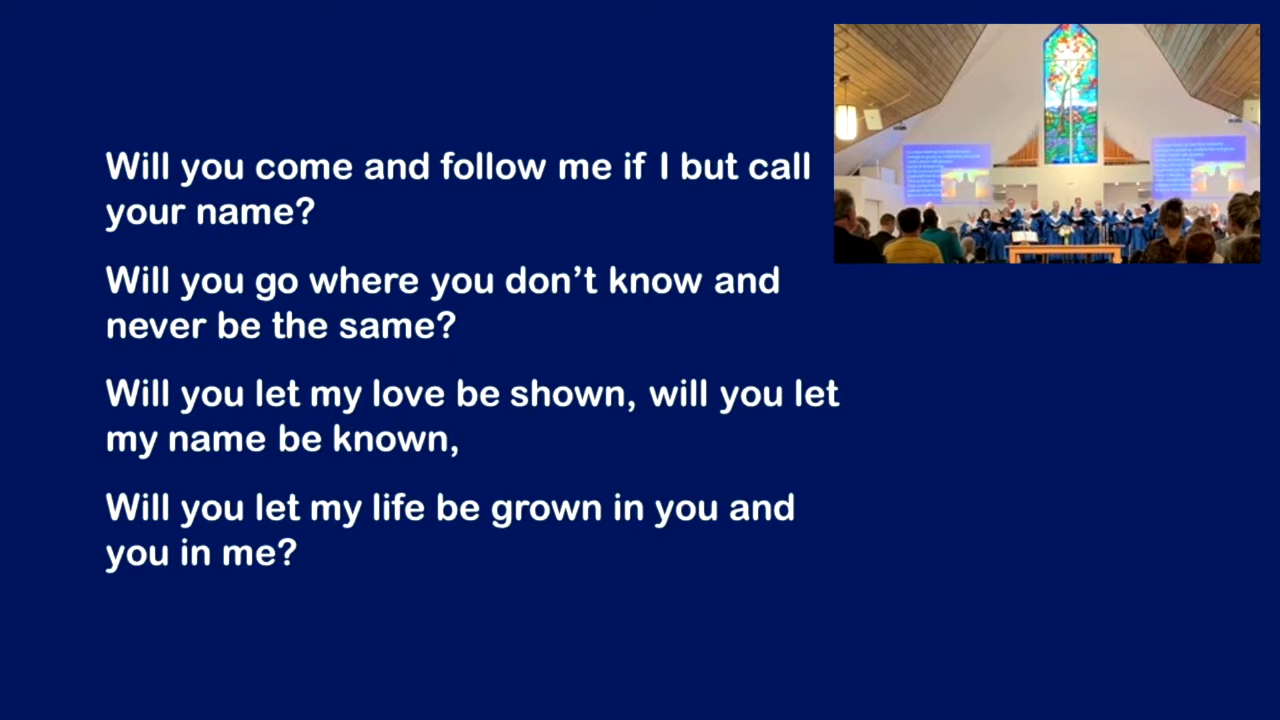 Will you come and follow me if I but call
your name?
Will you go where you don’t know and
never be the same?
Will you let my love be shown, will you let
my name be known,
Will you let my life be grown in you and
you in me?